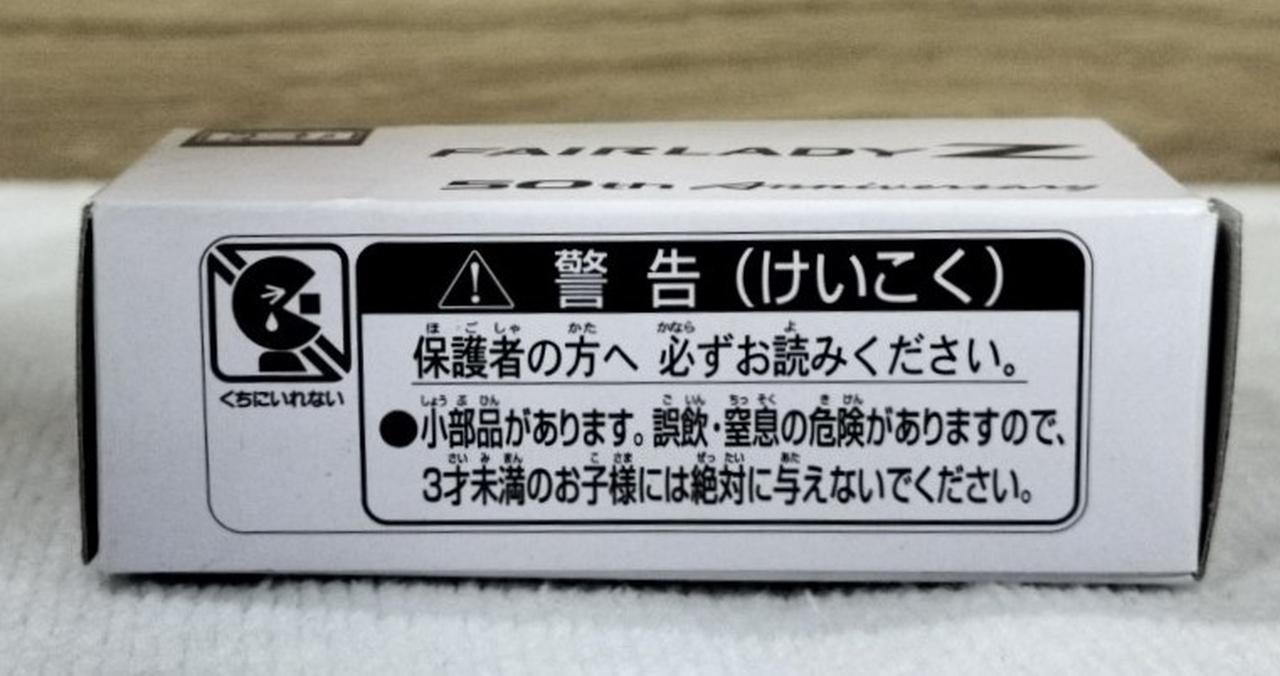 FAIRLADY Z
50th Anniversary
警告(けいこく)
くちにいれない
ほごしゃ かた かなら よ
保護者の方へ 必ずお読みください。
しょうぶひん ごいん ちっそく きけん
●小部品があります。誤飲・窒息の危険がありますので、
さいみまん こさま ぜったい あた
3才未満のお子様には絶対に与えないでください。